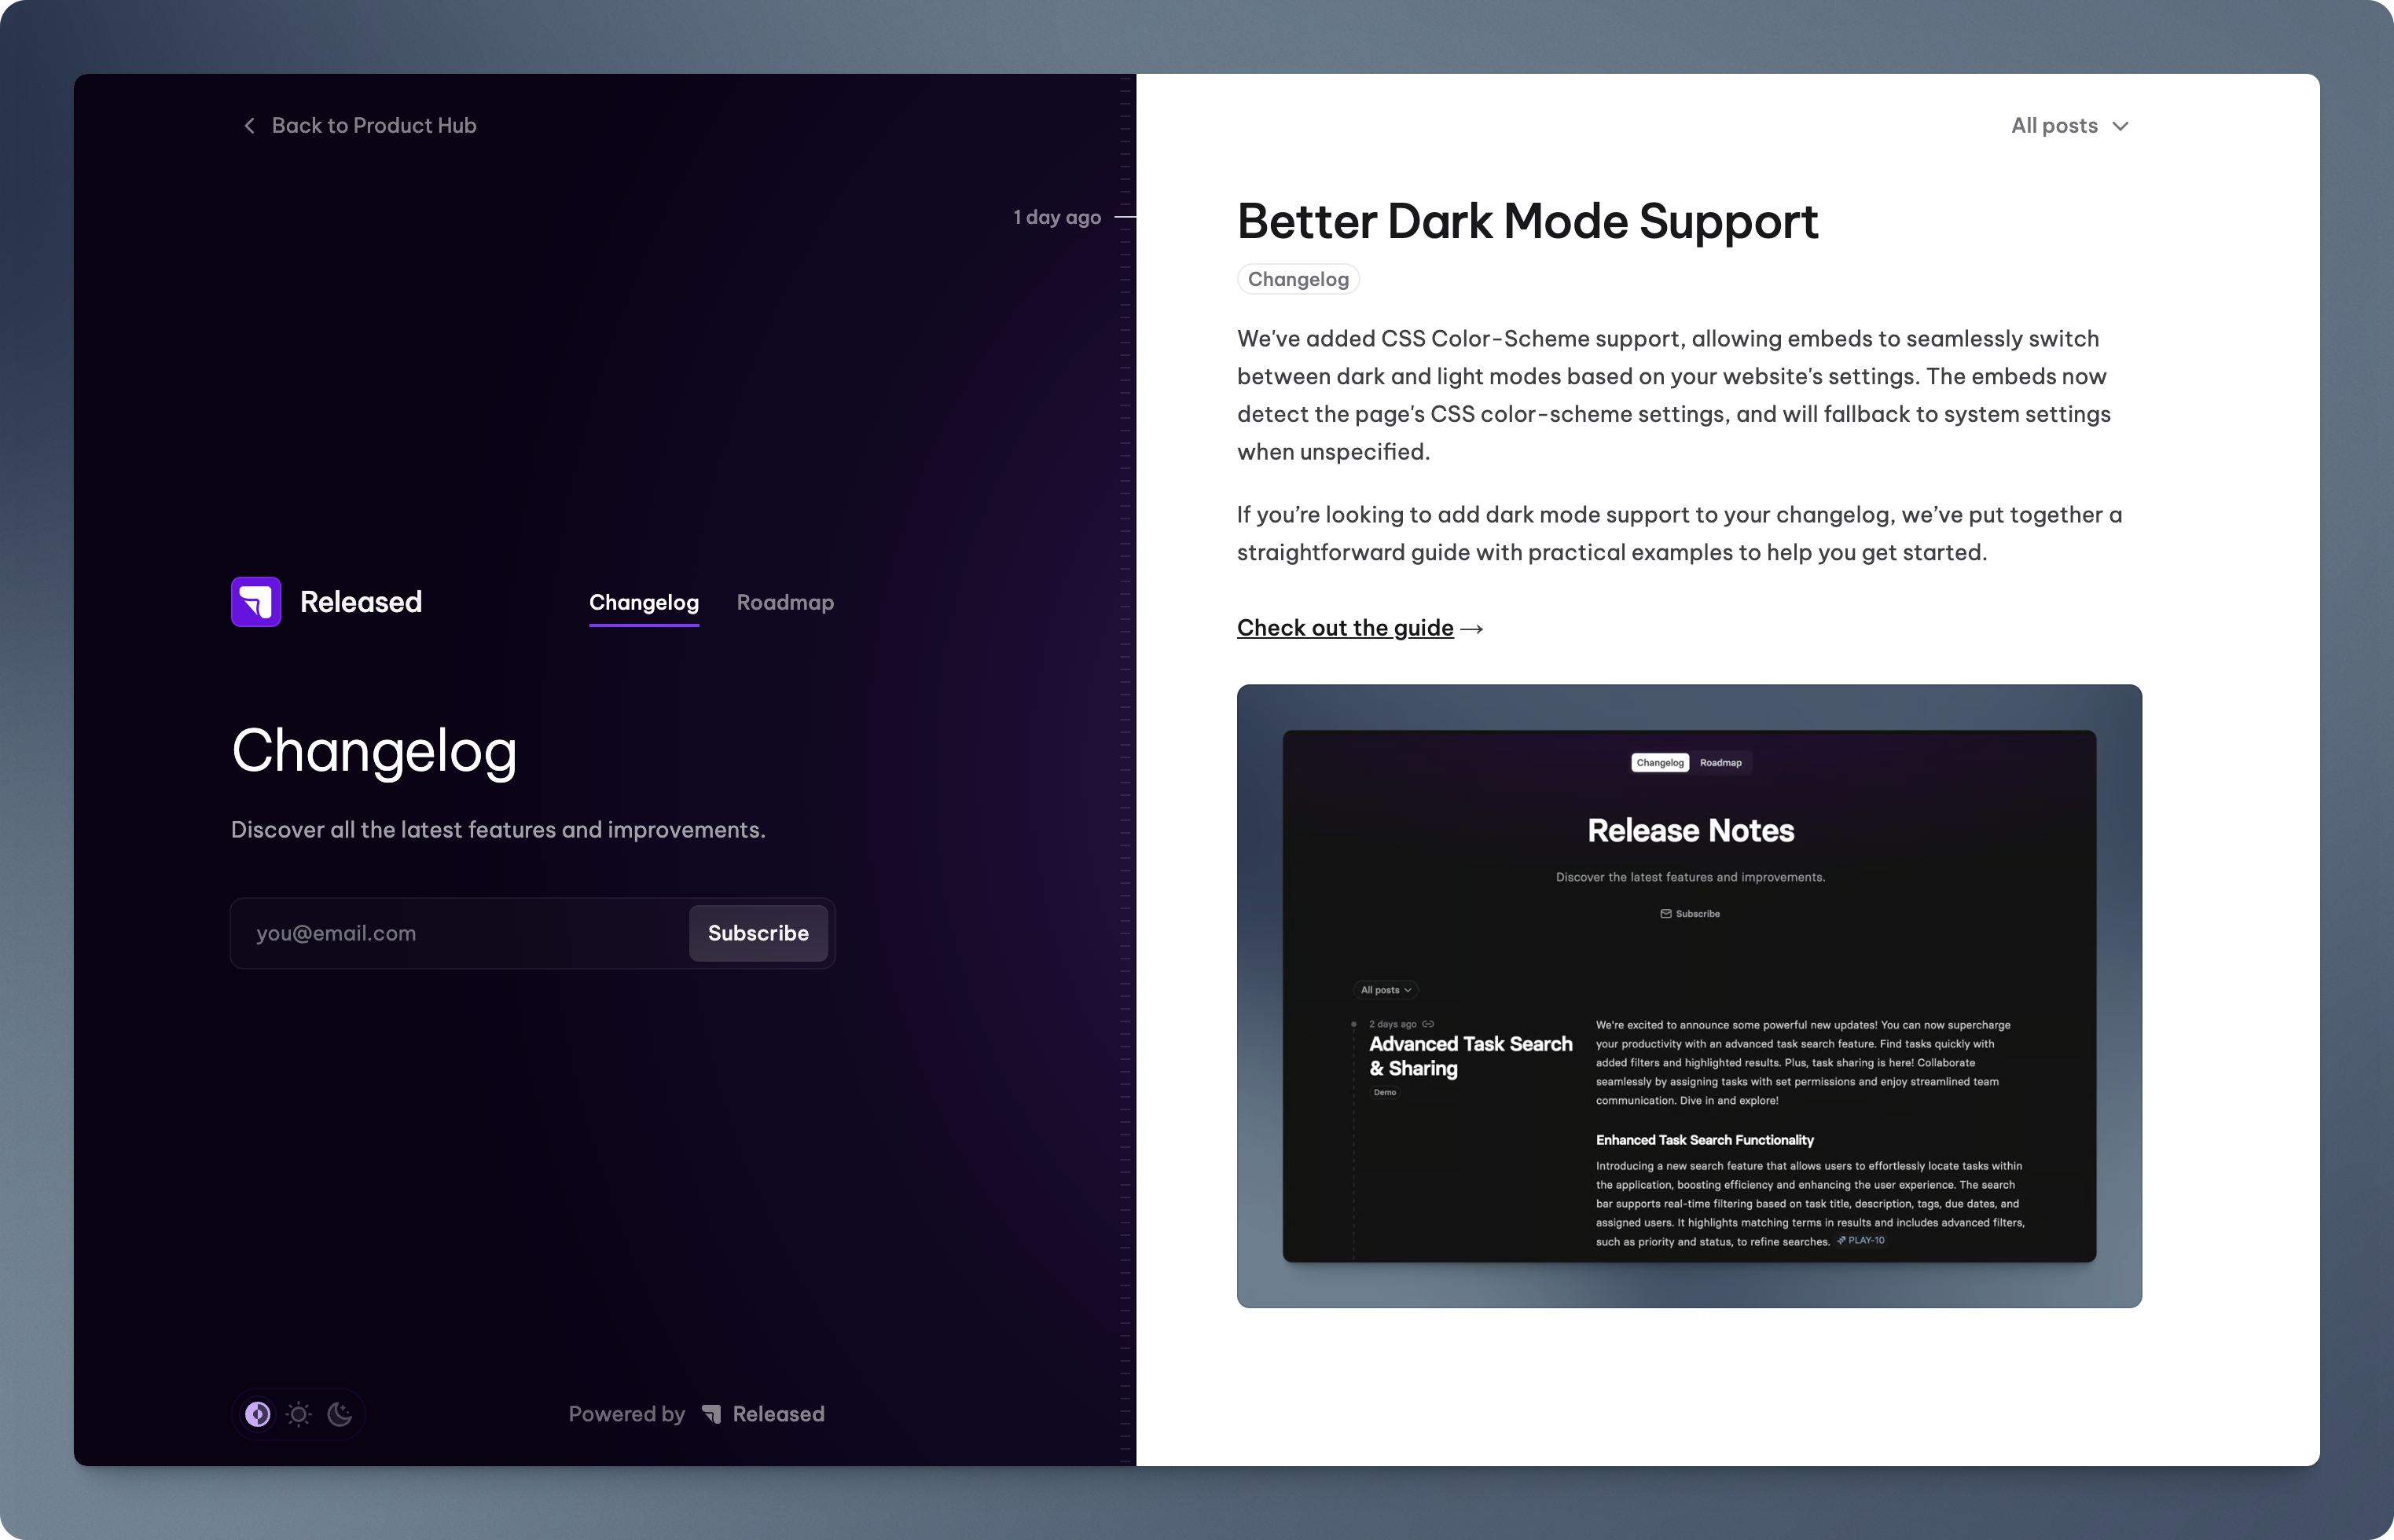 Back to Product Hub
1 day ago
Released
Changelog
Roadmap
Changelog
Discover all the latest features and improvements.
you@email.com
Subscribe
Powered by Released
All posts
Better Dark Mode Support
Changelog
We've added CSS Color-Scheme support, allowing embeds to seamlessly switch
between dark and light modes based on your website's settings. The embeds now
detect the page's CSS color-scheme settings, and will fallback to system settings
when unspecified.
If you’re looking to add dark mode support to your changelog, we’ve put together a
straightforward guide with practical examples to help you get started.
Check out the guide →
Changelog
Roadmap
Release Notes
Discover the latest features and improvements.
Subscribe
All posts
2 days ago
Advanced Task Search
& Sharing
Demo
We're excited to announce some powerful new updates! You can now supercharge
your productivity with an advanced task search feature. Find tasks quickly with
added filters and highlighted results. Plus, task sharing is here! Collaborate
seamlessly by assigning tasks with set permissions and enjoy streamlined team
communication. Dive in and explore!
Enhanced Task Search Functionality
Introducing a new search feature that allows users to effortlessly locate tasks within
the application, boosting efficiency and enhancing the user experience. The search
bar supports real-time filtering based on task title, description, tags, due dates, and
assigned users. It highlights matching terms in results and includes advanced filters,
such as priority and status, to refine searches. PLAY-10